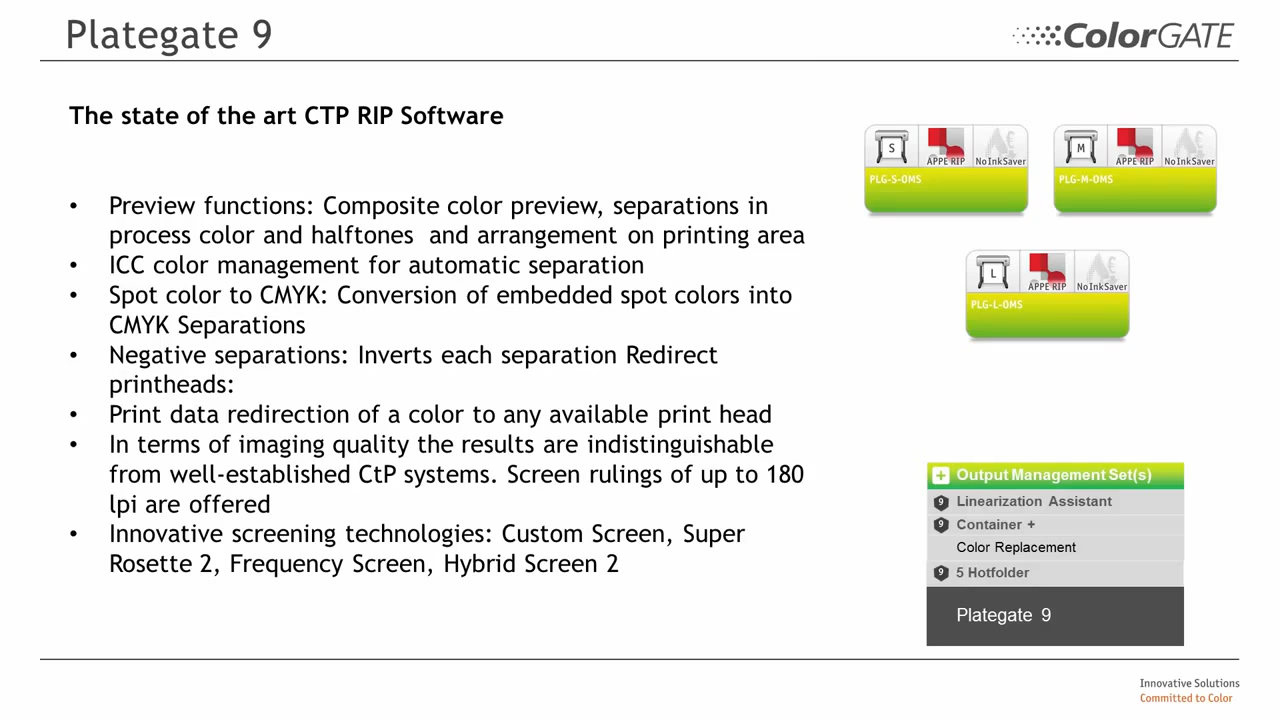 Plategate 9
ColorGATE
The state of the art CTP RIP Software
• Preview functions: Composite color preview, separations in
process color and halftones and arrangement on printing area
• ICC color management for automatic separation
• Spot color to CMYK: Conversion of embedded spot colors into
CMYK Separations
• Negative separations: Inverts each separation Redirect
printheads:
• Print data redirection of a color to any available print head
• In terms of imaging quality the results are indistinguishable
from well-established CtP systems. Screen rulings of up to 180
lpi are offered
• Innovative screening technologies: Custom Screen, Super
Rosette 2, Frequency Screen, Hybrid Screen 2
S APPE RIP NoInkSaver
PLG-S-OMS
M APPE RIP NoInkSaver
PLG-M-OMS
L APPE RIP NoInkSaver
PLG-L-OMS
+ Output Management Set(s)
9 Linearization Assistant
9 Container +
Color Replacement
9 5 Hotfolder
Plategate 9
Innovative Solutions
Committed to Color